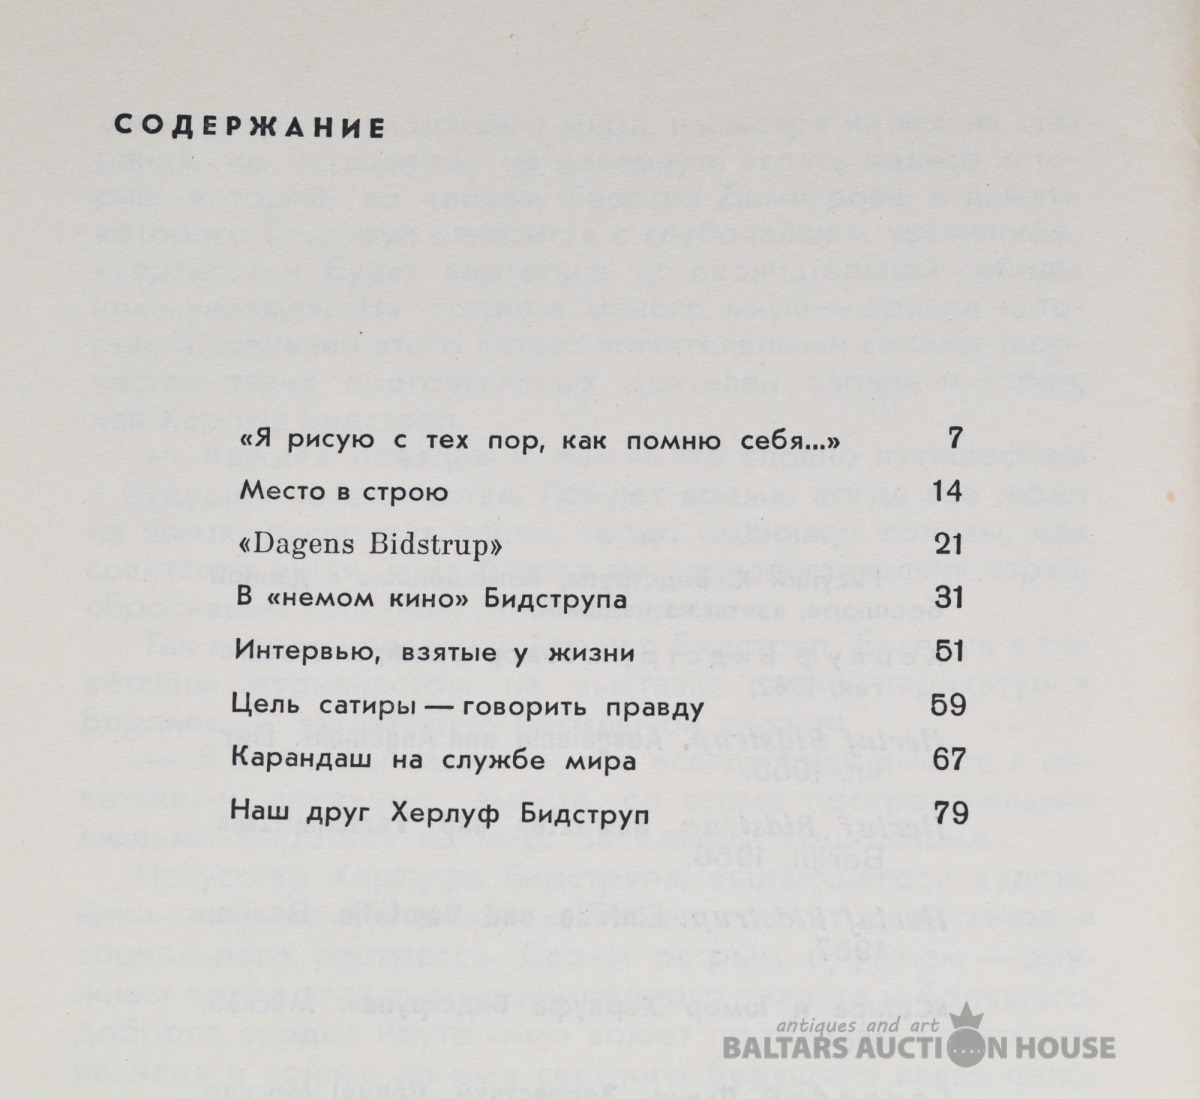 СОДЕРЖАНИЕ
«Я рисую с тех пор, как помню себя...» 7
Место в строю 14
«Dagens Bidstrup» 21
В «немом кино» Бидструпа 31
Интервью, взятые у жизни 51
Цель сатиры — говорить правду 59
Карандаш на службе мира 67
Наш друг Херлуф Бидструп 79
antiques and art
BALTARS AUCTION HOUSE